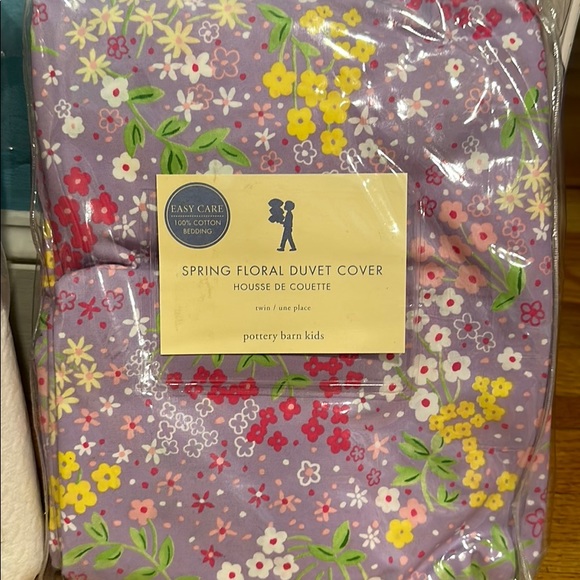 EASY CARE
100% COTTON
BEDDING
SPRING FLORAL DUVET COVER
HOUSSE DE COUETTE
twin / une place
pottery barn kids